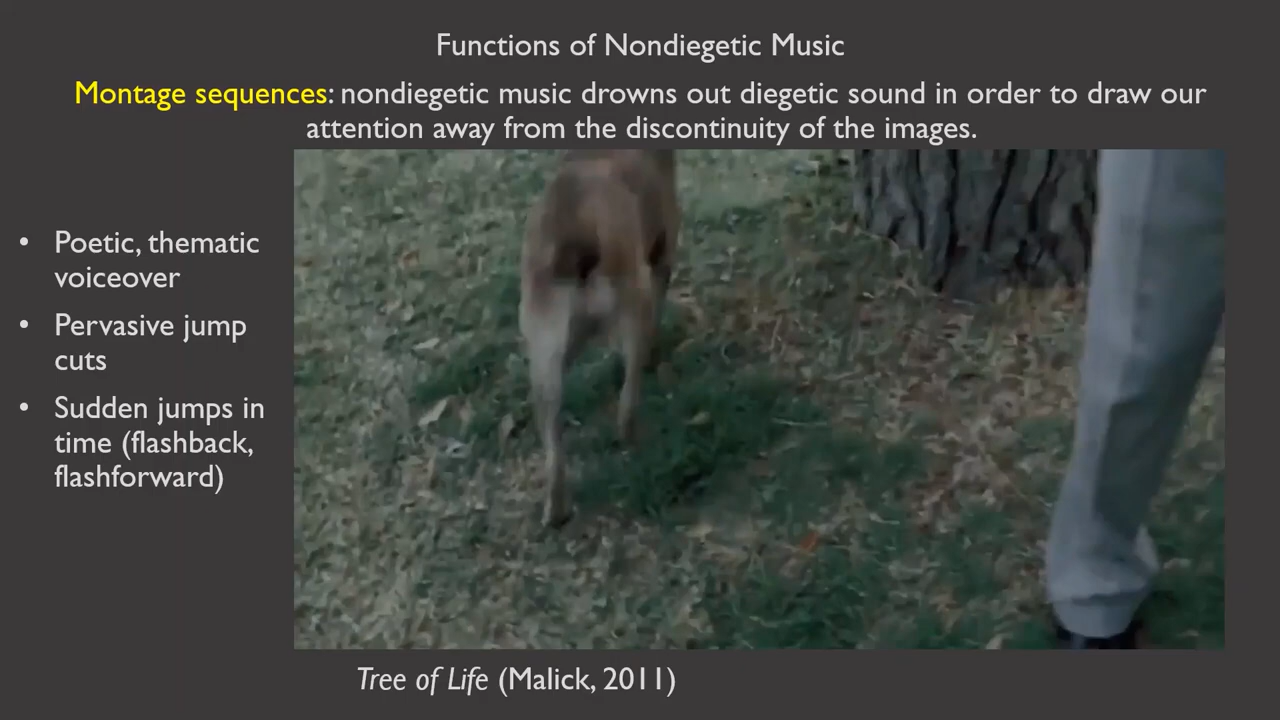 Functions of Nondiegetic Music
Montage sequences: nondiegetic music drowns out diegetic sound in order to draw our
attention away from the discontinuity of the images.
• Poetic, thematic
voiceover
• Pervasive jump
cuts
• Sudden jumps in
time (flashback,
flashforward)
Tree of Life (Malick, 2011)